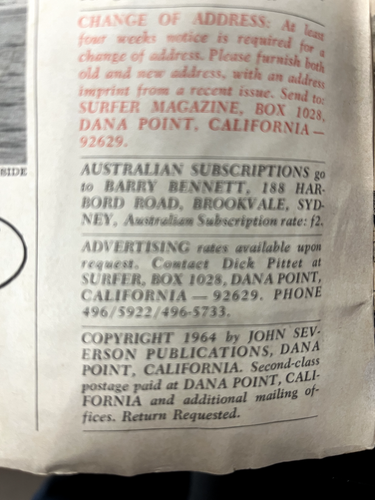 CHANGE OF ADDRESS: At least
four weeks notice is required for a
change of address. Please furnish both
old and new address, with an address
imprint from a recent issue. Send to:
SURFER MAGAZINE, BOX 1028,
DANA POINT, CALIFORNIA —
92629.
SIDE
AUSTRALIAN SUBSCRIPTIONS go
to BARRY BENNETT, 188 HAR-
BORD ROAD, BROOKVALE, SYD-
NEY, Australian Subscription rate: f2.
ADVERTISING rates available upon
request. Contact Dick Pittet at
SURFER, BOX 1028, DANA POINT,
CALIFORNIA — 92629. PHONE
496/5922/496-5733.
COPYRIGHT 1964 by JOHN SEV-
ERSON PUBLICATIONS, DANA
POINT, CALIFORNIA. Second-class
postage paid at DANA POINT, CALI-
FORNIA and additional mailing of-
fices. Return Requested.